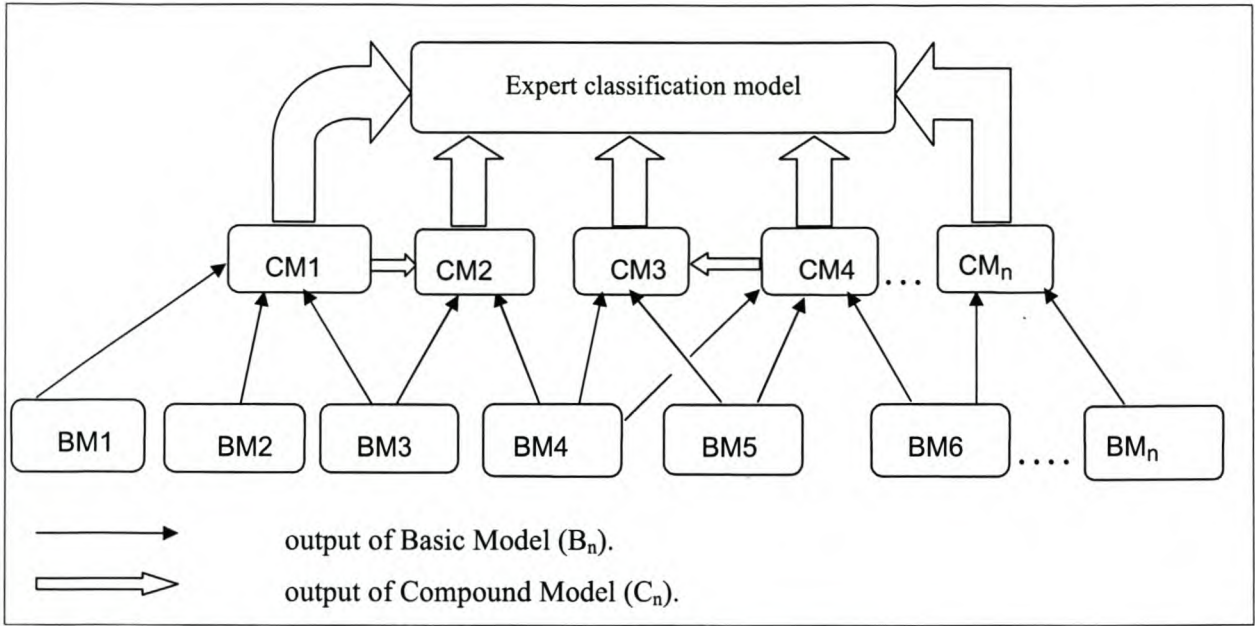 Expert classification model
CM1 CM2 CM3 CM4 ... CMₙ
BM1 BM2 BM3 BM4 BM5 BM6 .... BMₙ
output of Basic Model (Bₙ).
output of Compound Model (Cₙ).